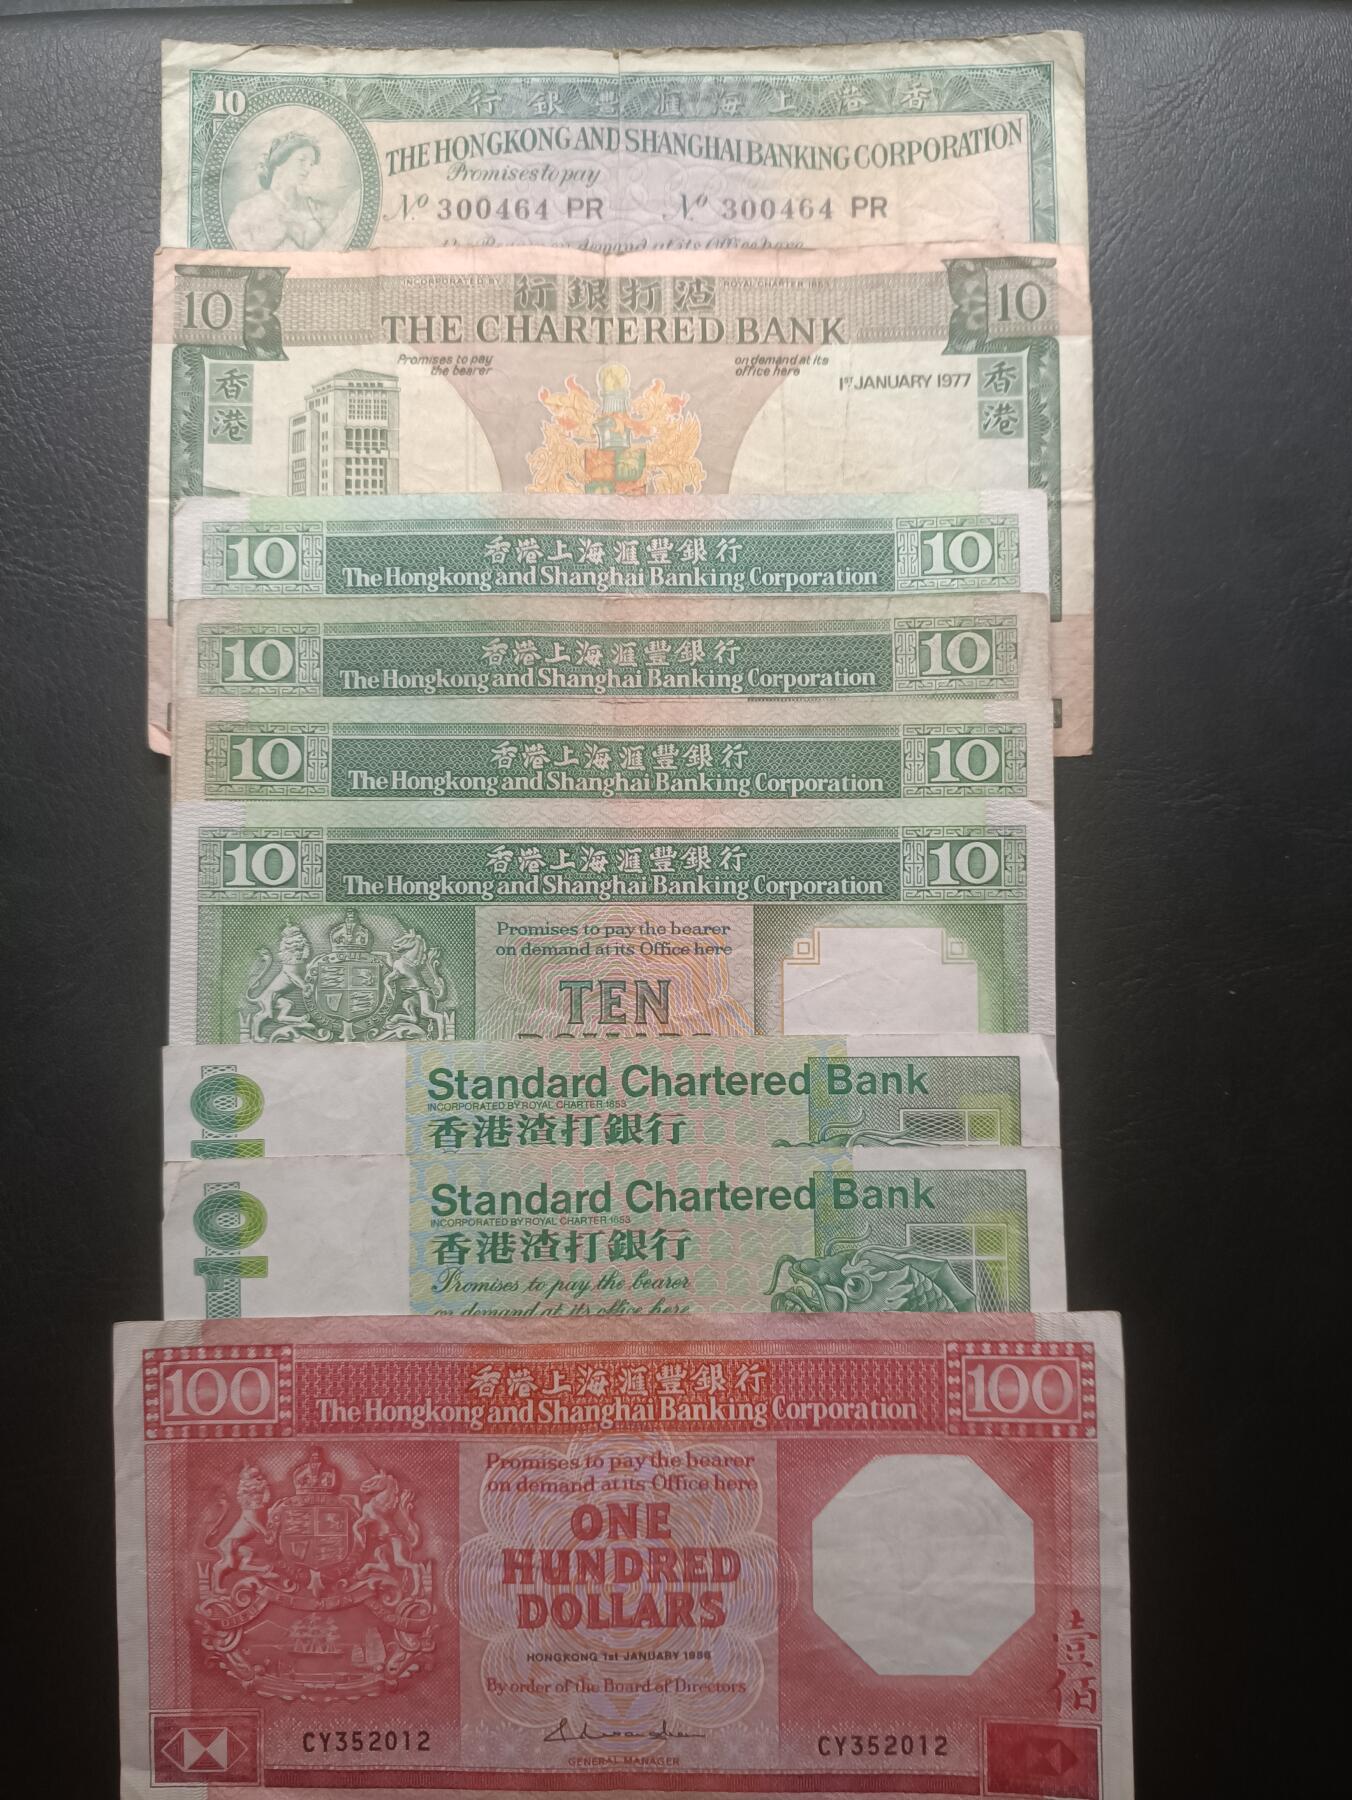 10
行銀豐滙海上港香
THE HONGKONG AND SHANGHAI BANKING CORPORATION
Promises to pay
No 300464 PR No 300464 PR
10 INCORPORATED BY 行銀打渣 ROYAL CHARTER 1853 10
THE CHARTERED BANK
Promises to pay
the bearer
on demand at its
office here
1ST JANUARY 1977
香港
香港
10 香港上海滙豐銀行 10
The Hongkong and Shanghai Banking Corporation
10 香港上海滙豐銀行 10
The Hongkong and Shanghai Banking Corporation
10 香港上海滙豐銀行 10
The Hongkong and Shanghai Banking Corporation
10 香港上海滙豐銀行 10
The Hongkong and Shanghai Banking Corporation
Promises to pay the bearer
on demand at its Office here
TEN
10
Standard Chartered Bank
INCORPORATED BY ROYAL CHARTER 1853
香港渣打銀行
10
Standard Chartered Bank
INCORPORATED BY ROYAL CHARTER 1853
香港渣打銀行
Promises to pay the bearer
on demand at its office here
100 香港上海滙豐銀行 100
The Hongkong and Shanghai Banking Corporation
Promises to pay the bearer
on demand at its Office here
ONE
HUNDRED
DOLLARS
HONGKONG 1st JANUARY 1986
By order of the Board of Directors
壹佰
CY352012 CY352012
GENERAL MANAGER